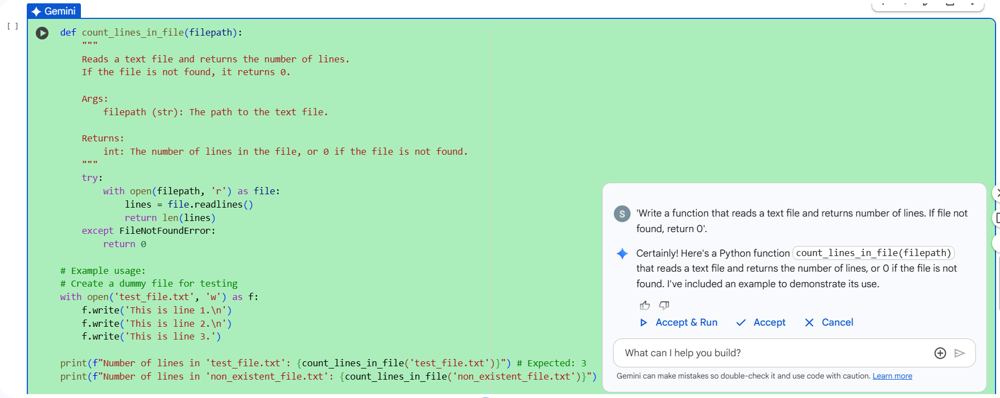 Gemini
[ ]
def count_lines_in_file(filepath):
    """
    Reads a text file and returns the number of lines.
    If the file is not found, it returns 0.

    Args:
        filepath (str): The path to the text file.

    Returns:
        int: The number of lines in the file, or 0 if the file is not found.
    """
    try:
        with open(filepath, 'r') as file:
            lines = file.readlines()
            return len(lines)
    except FileNotFoundError:
        return 0

# Example usage:
# Create a dummy file for testing
with open('test_file.txt', 'w') as f:
    f.write('This is line 1.\n')
    f.write('This is line 2.\n')
    f.write('This is line 3.')

print(f"Number of lines in 'test_file.txt': {count_lines_in_file('test_file.txt')}") # Expected: 3
print(f"Number of lines in 'non_existent_file.txt': {count_lines_in_file('non_existent_file.txt')}")
S
'Write a function that reads a text file and returns number of lines. If file not
found, return 0'.
Certainly! Here's a Python function count_lines_in_file(filepath)
that reads a text file and returns the number of lines, or 0 if the file is not
found. I've included an example to demonstrate its use.
Accept & Run Accept Cancel
What can I help you build?
Gemini can make mistakes so double-check it and use code with caution. Learn more